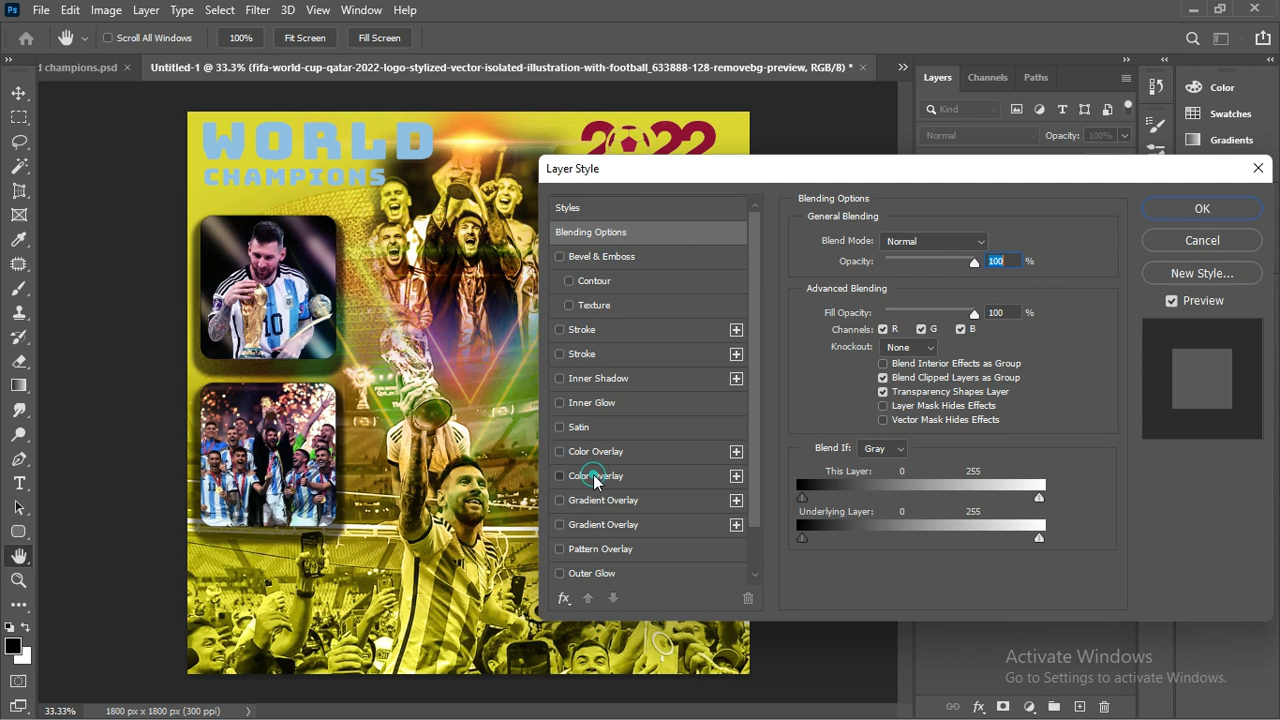 Ps File Edit Image Layer Type Select Filter 3D View Window Help
Scroll All Windows 100% Fit Screen Fill Screen
d champions.psd × Untitled-1 @ 33.3% (fifa-world-cup-qatar-2022-logo-stylized-vector-isolated-illustration-with-football_633888-128-removebg-preview, RGB/8) * ×
Layers Channels Paths
Kind
Normal Opacity: 100%
Color
Swatches
Gradients
WORLD
CHAMPIONS
2022
10
Layer Style
Styles
Blending Options
Bevel & Emboss
Contour
Texture
Stroke
Stroke
Inner Shadow
Inner Glow
Satin
Color Overlay
Color Overlay
Gradient Overlay
Gradient Overlay
Pattern Overlay
Outer Glow
fx
Blending Options
General Blending
Blend Mode: Normal
Opacity: 100 %
Advanced Blending
Fill Opacity: 100 %
Channels: R G B
Knockout: None
Blend Interior Effects as Group
Blend Clipped Layers as Group
Transparency Shapes Layer
Layer Mask Hides Effects
Vector Mask Hides Effects
Blend If: Gray
This Layer: 0 255
Underlying Layer: 0 255
OK
Cancel
New Style...
Preview
Activate Windows
Go to Settings to activate Windows.
33.33% 1800 px x 1800 px (300 ppi)
fx